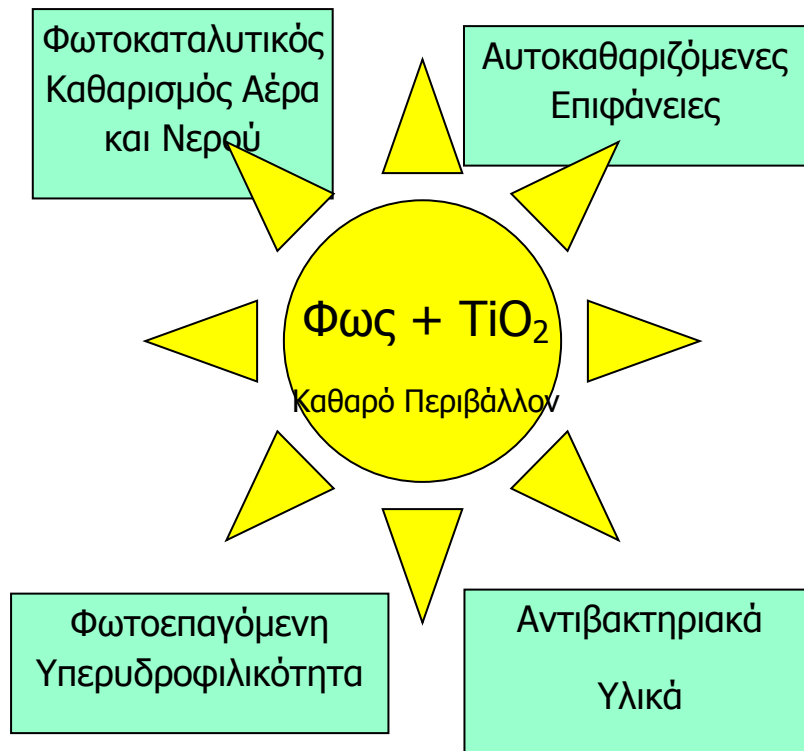 Φωτοκαταλυτικός
Καθαρισμός Αέρα
και Νερού
Αυτοκαθαριζόμενες
Επιφάνειες
Φως + TiO₂
Καθαρό Περιβάλλον
Φωτοεπαγόμενη
Υπερυδροφιλικότητα
Αντιβακτηριακά
Υλικά